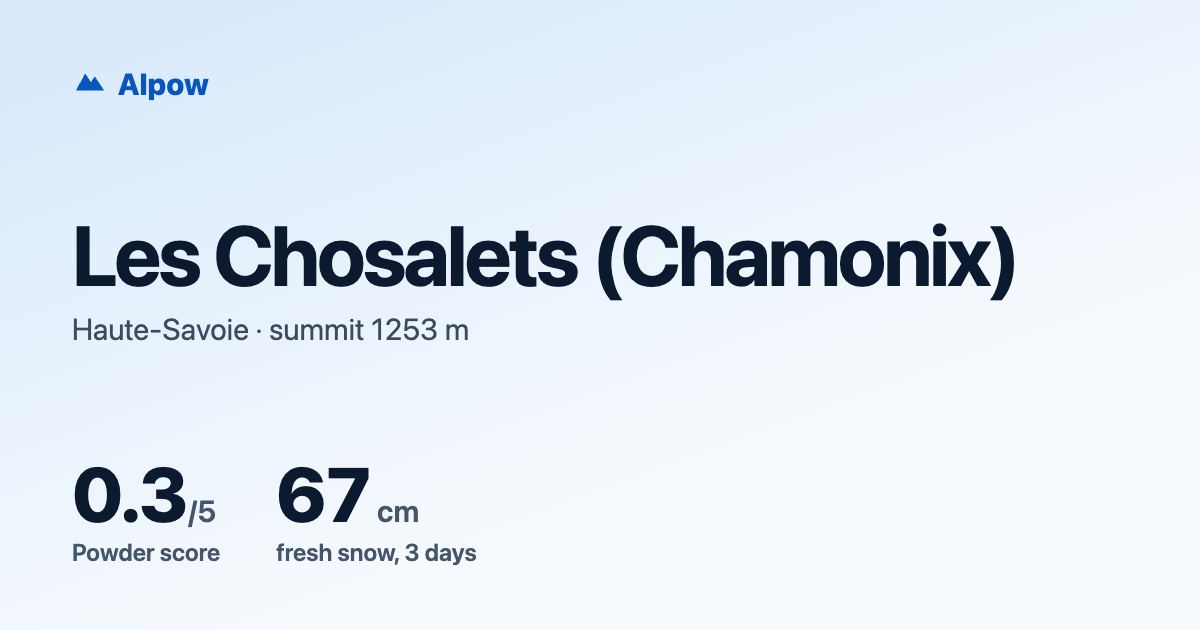 Alpow
Les Chosalets (Chamonix)
Haute-Savoie · summit 1253 m
0.3/5 67 cm
Powder score fresh snow, 3 days